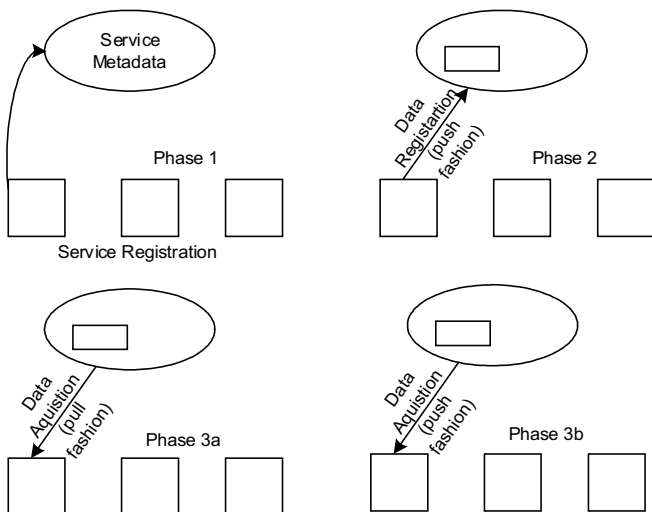 Service
Metadata
Phase 1
Service Registration
Data
Registartion
(push
fashion)
Phase 2
Data
Aquistion
(pull
fashion)
Phase 3a
Data
Aquistion
(push
fashion)
Phase 3b